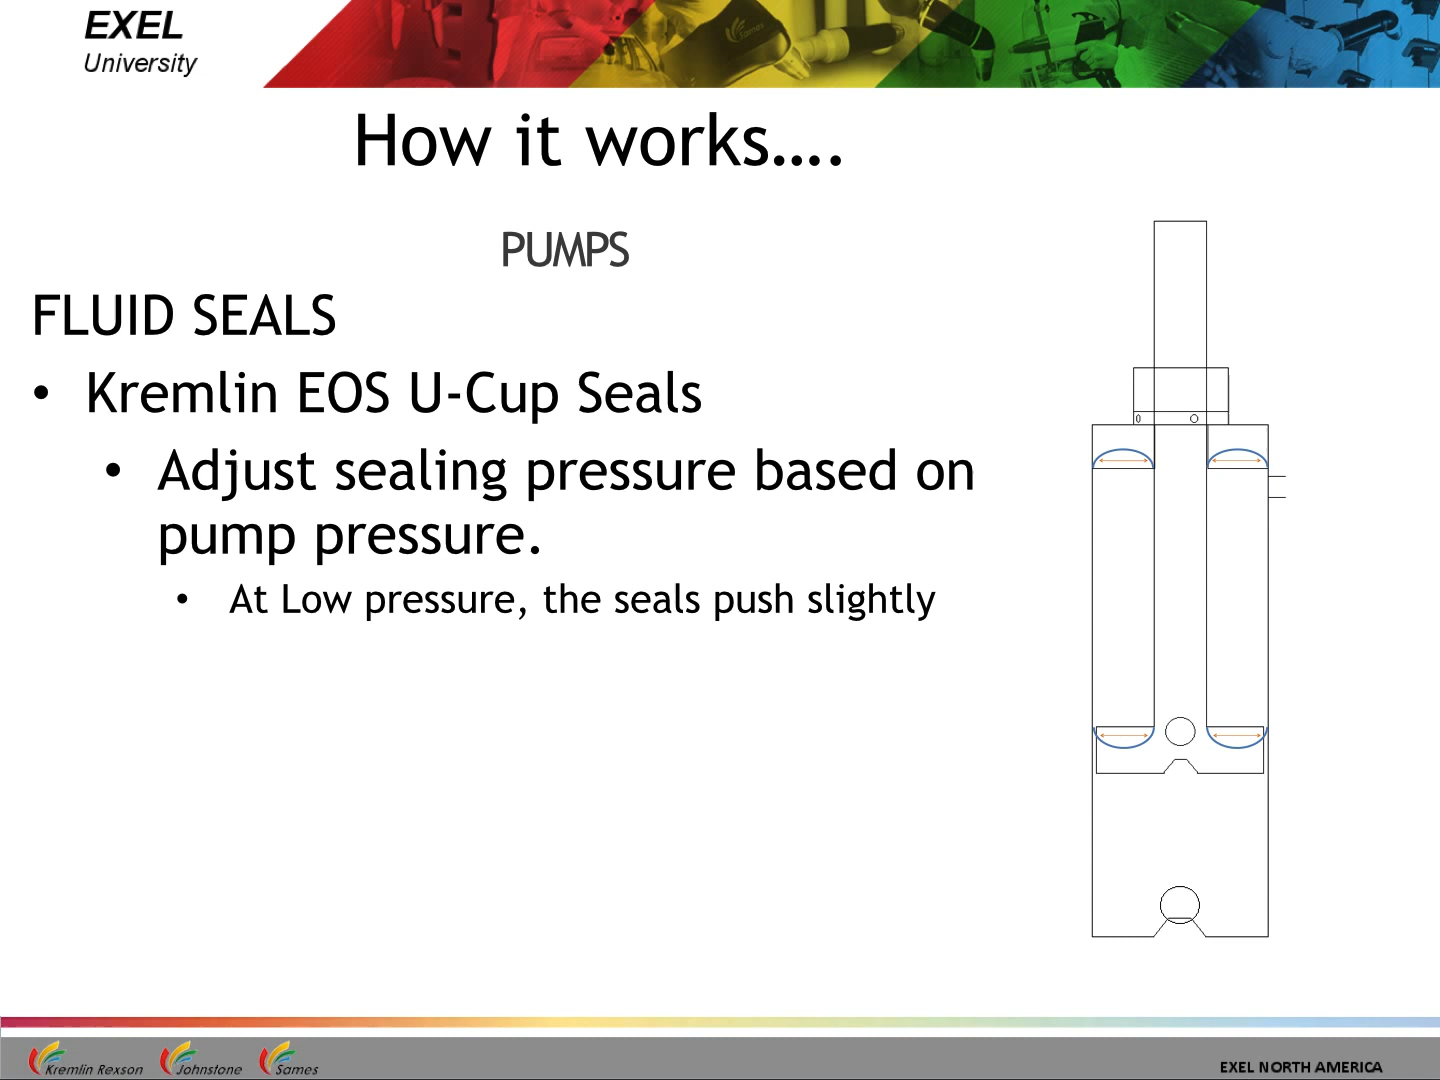 EXEL
University
How it works….
PUMPS
FLUID SEALS
• Kremlin EOS U-Cup Seals
• Adjust sealing pressure based on
pump pressure.
• At Low pressure, the seals push slightly
Kremlin Rexson
Johnstone
Sames
EXEL NORTH AMERICA